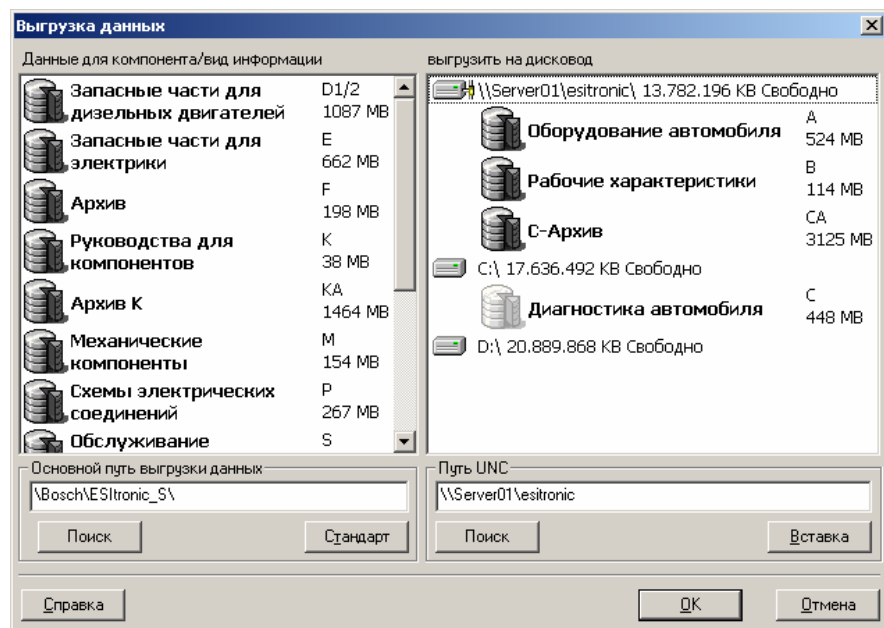 Выгрузка данных
Данные для компонента/вид информации
Запасные части для
дизельных двигателей
D1/2
1087 MB
Запасные части для
электрики
E
662 MB
Архив
F
198 MB
Руководства для
компонентов
K
38 MB
Архив K
KA
1464 MB
Механические
компоненты
M
154 MB
Схемы электрических
соединений
P
267 MB
Обслуживание
S
выгрузить на дисковод
\\Server01\esitronic\ 13.782.196 KB Свободно
Оборудование автомобиля
A
524 MB
Рабочие характеристики
B
114 MB
C-Архив
CA
3125 MB
C:\ 17.636.492 KB Свободно
Диагностика автомобиля
C
448 MB
D:\ 20.889.868 KB Свободно
Основной путь выгрузки данных
\Bosch\ESItronic_S\
Поиск
Стандарт
Путь UNC
\\Server01\esitronic
Поиск
Вставка
Справка
OK
Отмена